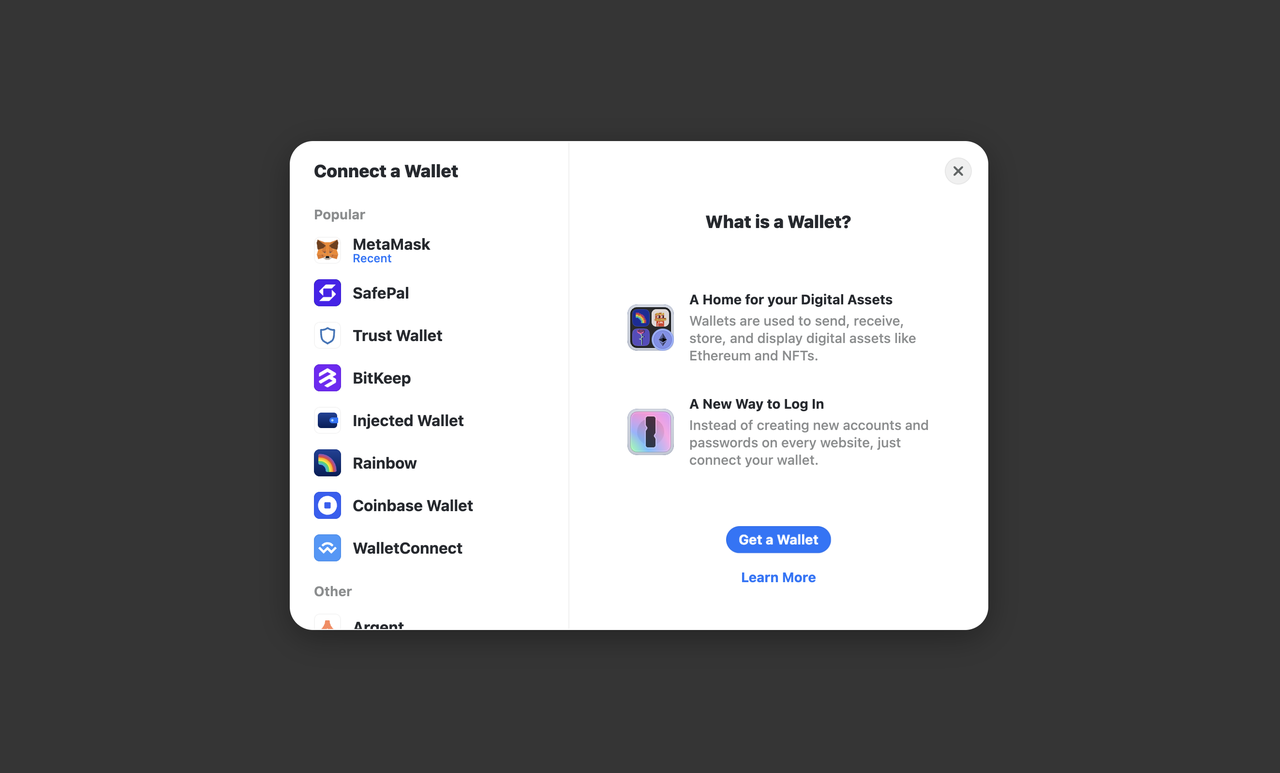 Connect a Wallet
Popular
MetaMask
Recent
SafePal
Trust Wallet
BitKeep
Injected Wallet
Rainbow
Coinbase Wallet
WalletConnect
Other
Argent
What is a Wallet?
A Home for your Digital Assets
Wallets are used to send, receive,
store, and display digital assets like
Ethereum and NFTs.
A New Way to Log In
Instead of creating new accounts and
passwords on every website, just
connect your wallet.
Get a Wallet
Learn More